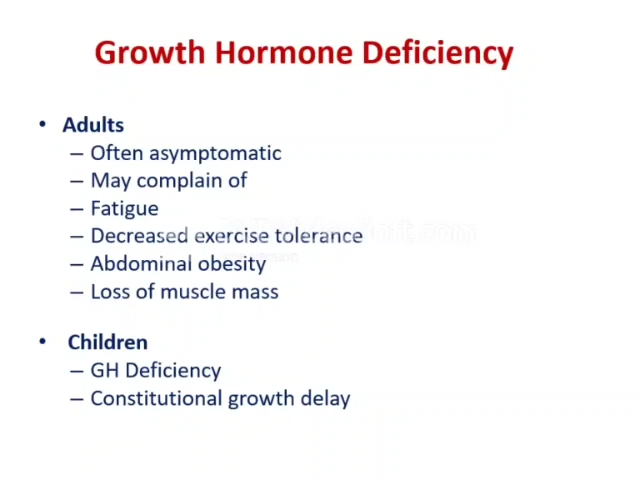 Growth Hormone Deficiency
• Adults
– Often asymptomatic
– May complain of
– Fatigue
– Decreased exercise tolerance
– Abdominal obesity
– Loss of muscle mass
• Children
– GH Deficiency
– Constitutional growth delay